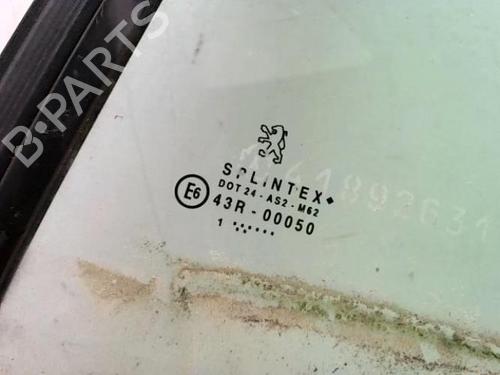 B-PARTS
SPLINTEX
DOT 24 - AS2 - M62
E6
43R - 00050
1